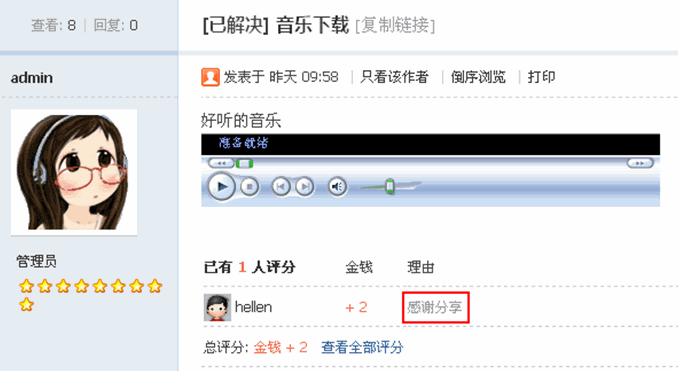 查看: 8 | 回复: 0
[已解决] 音乐下载 [复制链接]
admin
发表于 昨天 09:58 | 只看该作者 | 倒序浏览 | 打印
好听的音乐
准备就绪
管理员
已有 1 人评分 金钱 理由
hellen + 2 感谢分享
总评分: 金钱 + 2 查看全部评分